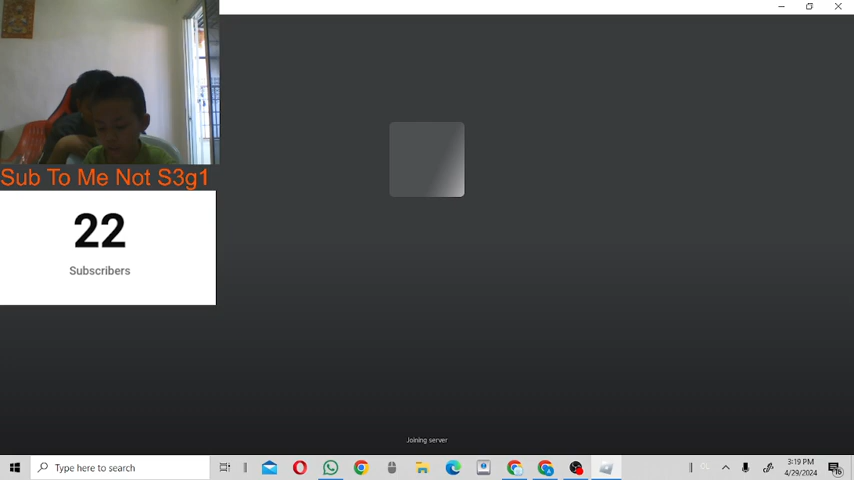 Sub To Me Not S3g1
22
Subscribers
Joining server
Type here to search
3:19 PM
4/29/2024
16